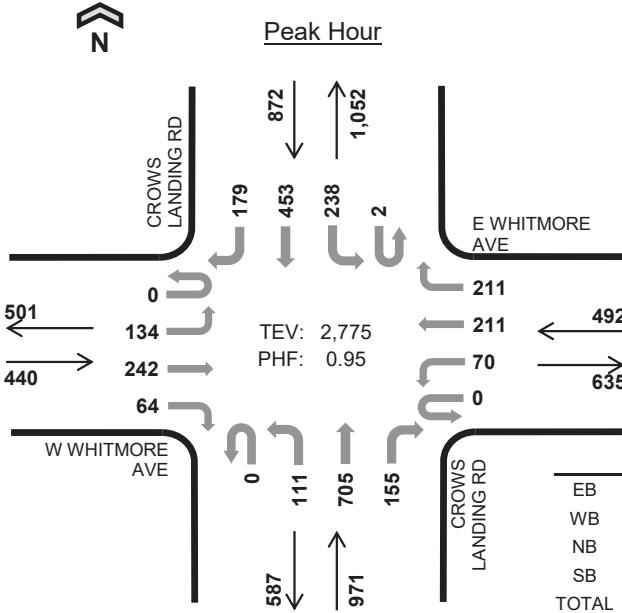 N
Peak Hour
872
1,052
CROWS
LANDING RD
179
453
238
2
E WHITMORE
AVE
0
211
501
134
TEV: 2,775
211
492
440
242
PHF: 0.95
70
635
64
0
W WHITMORE
AVE
0
111
705
155
CROWS
LANDING RD
587
971
EB
WB
NB
SB
TOTAL